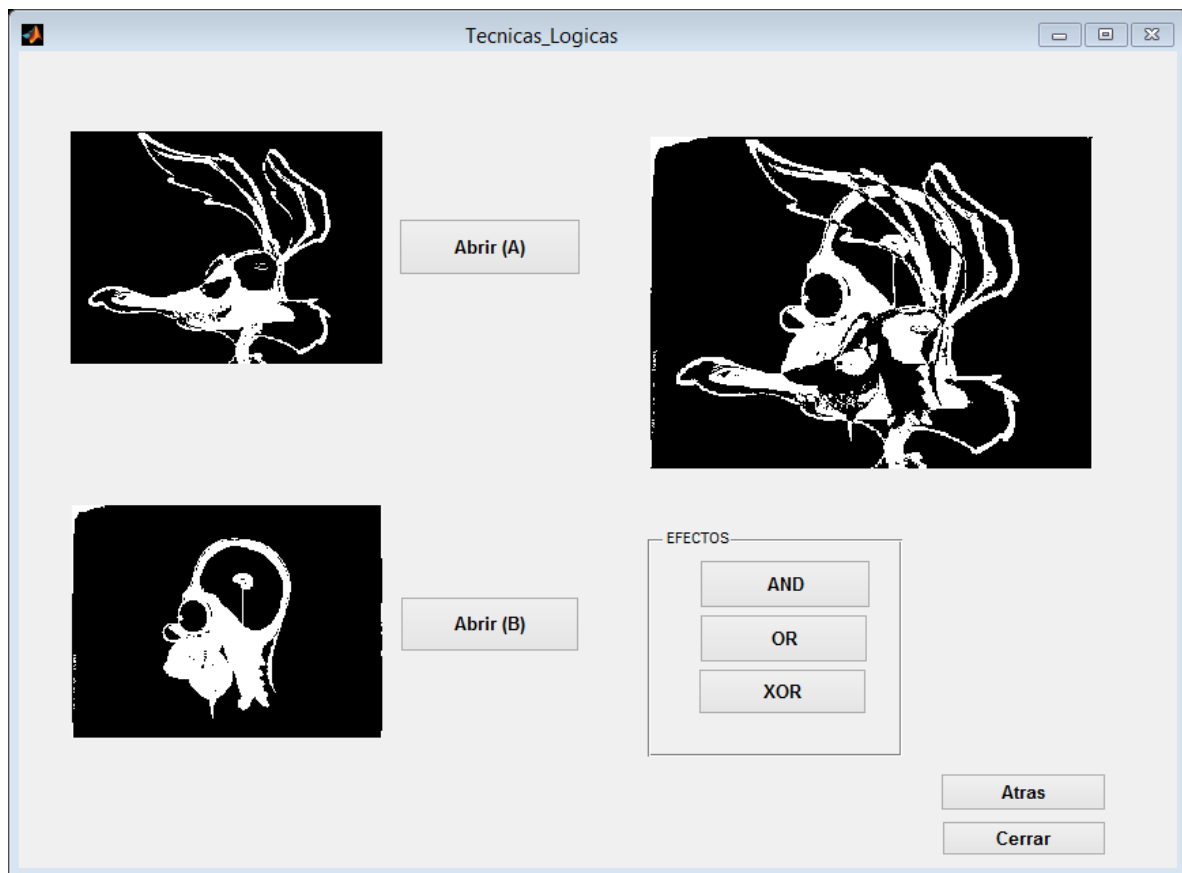 Tecnicas_Logicas
Abrir (A)
Abrir (B)
EFECTOS
AND
OR
XOR
Atras
Cerrar